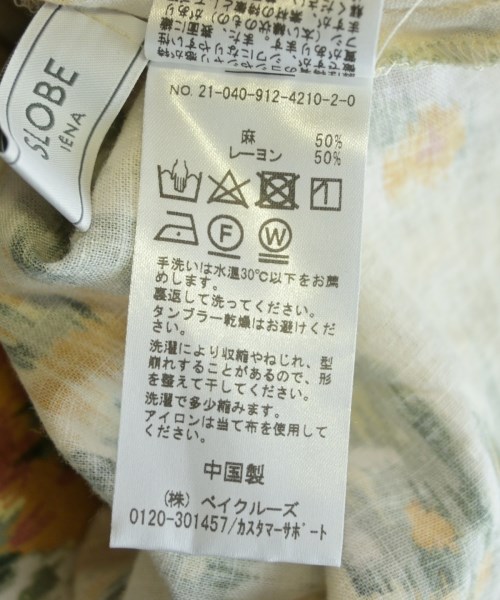 SLOBE
IÉNA
NO. 21-040-912-4210-2-0
麻 50%
レーヨン 50%
F
W
手洗いは水温30℃以下をお薦
めします。
裏返して洗ってください。
タンブラー乾燥はお避けくだ
さい。
洗濯により収縮やねじれ、型
崩れすることがあるので、形
を整えて干してください。
洗濯で多少縮みます。
アイロンは当て布を使用して
ください。
中国製
(株) ベイクルーズ
0120-301457/カスタマーサポート